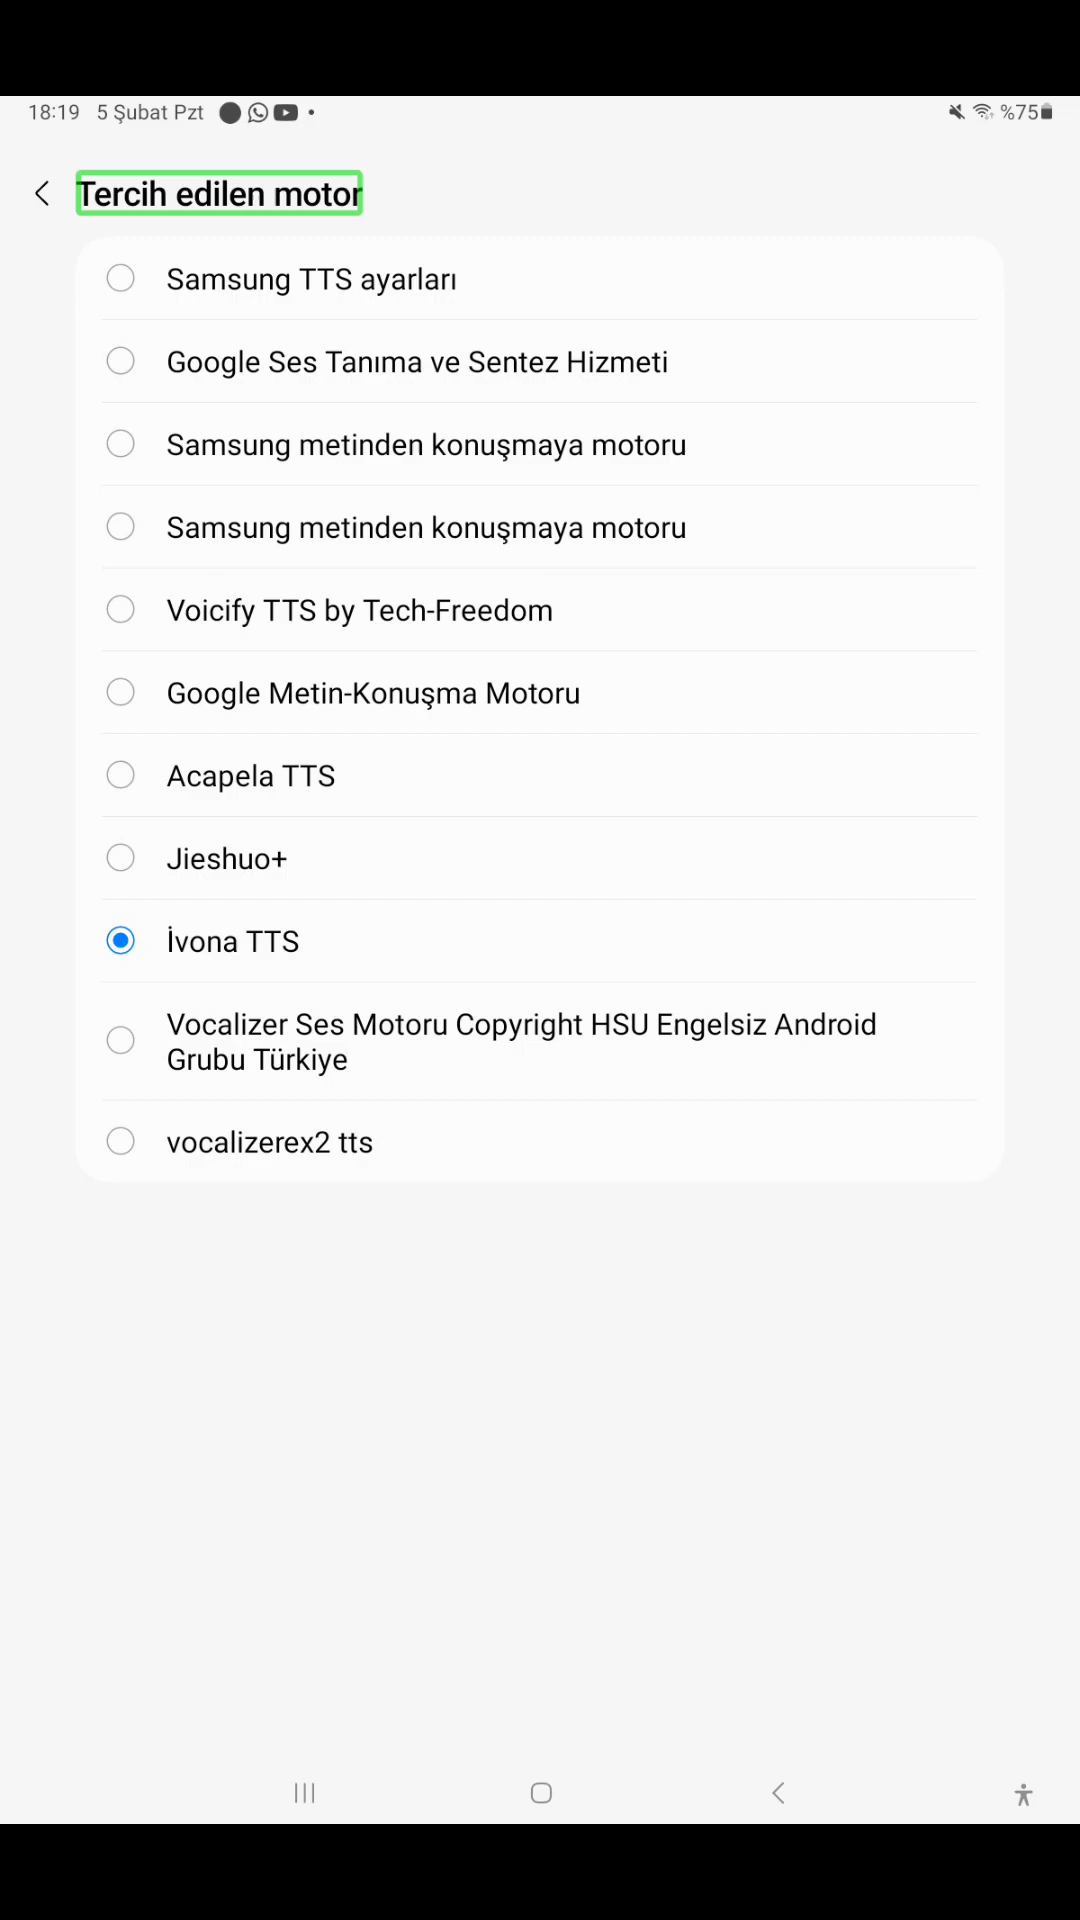 18:19 5 Şubat Pzt %75
Tercih edilen motor
Samsung TTS ayarları
Google Ses Tanıma ve Sentez Hizmeti
Samsung metinden konuşmaya motoru
Samsung metinden konuşmaya motoru
Voicify TTS by Tech-Freedom
Google Metin-Konuşma Motoru
Acapela TTS
Jieshuo+
İvona TTS
Vocalizer Ses Motoru Copyright HSU Engelsiz Android
Grubu Türkiye
vocalizerex2 tts